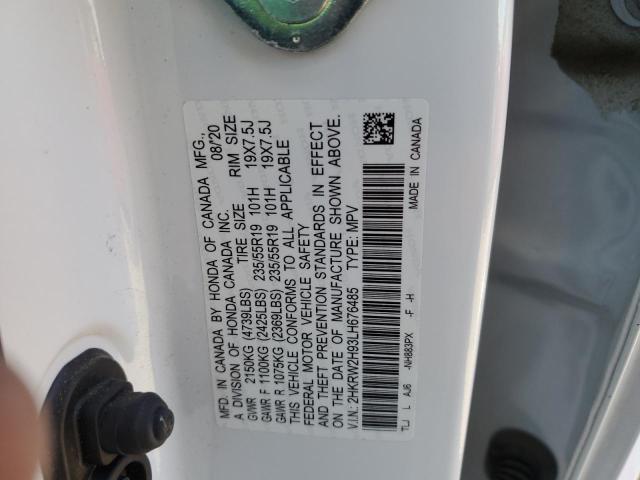 MFD. IN CANADA BY HONDA OF CANADA MFG.,
A DIVISION OF HONDA CANADA INC. 08/20
GVWR 2150KG (4739LBS) TIRE SIZE RIM SIZE
GAWR F 1100KG (2425LBS) 235/55R19 101H 19X7.5J
GAWR R 1075KG (2369LBS) 235/55R19 101H 19X7.5J
THIS VEHICLE CONFORMS TO ALL APPLICABLE
FEDERAL MOTOR VEHICLE SAFETY
AND THEFT PREVENTION STANDARDS IN EFFECT
ON THE DATE OF MANUFACTURE SHOWN ABOVE.
V.I.N.: 2HKRW2H93LH676485 TYPE: MPV
TLJ L AJ6 -NH883PX -F -H MADE IN CANADA